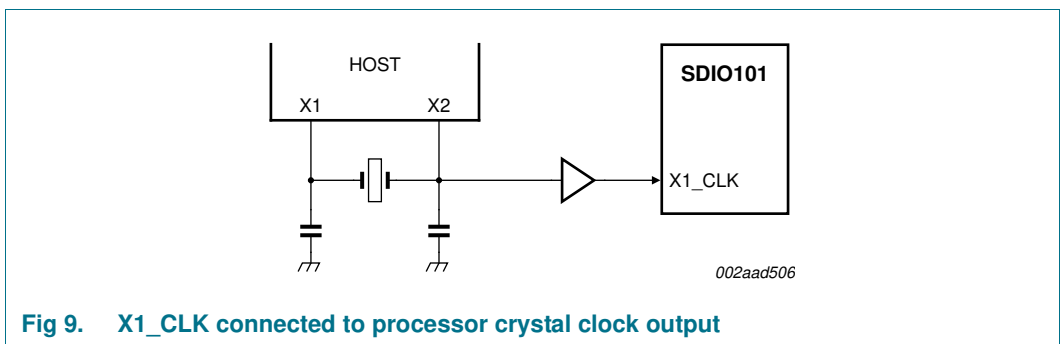 HOST
SDIO101
X1 X2
X1_CLK
002aad506
Fig 9. X1_CLK connected to processor crystal clock output